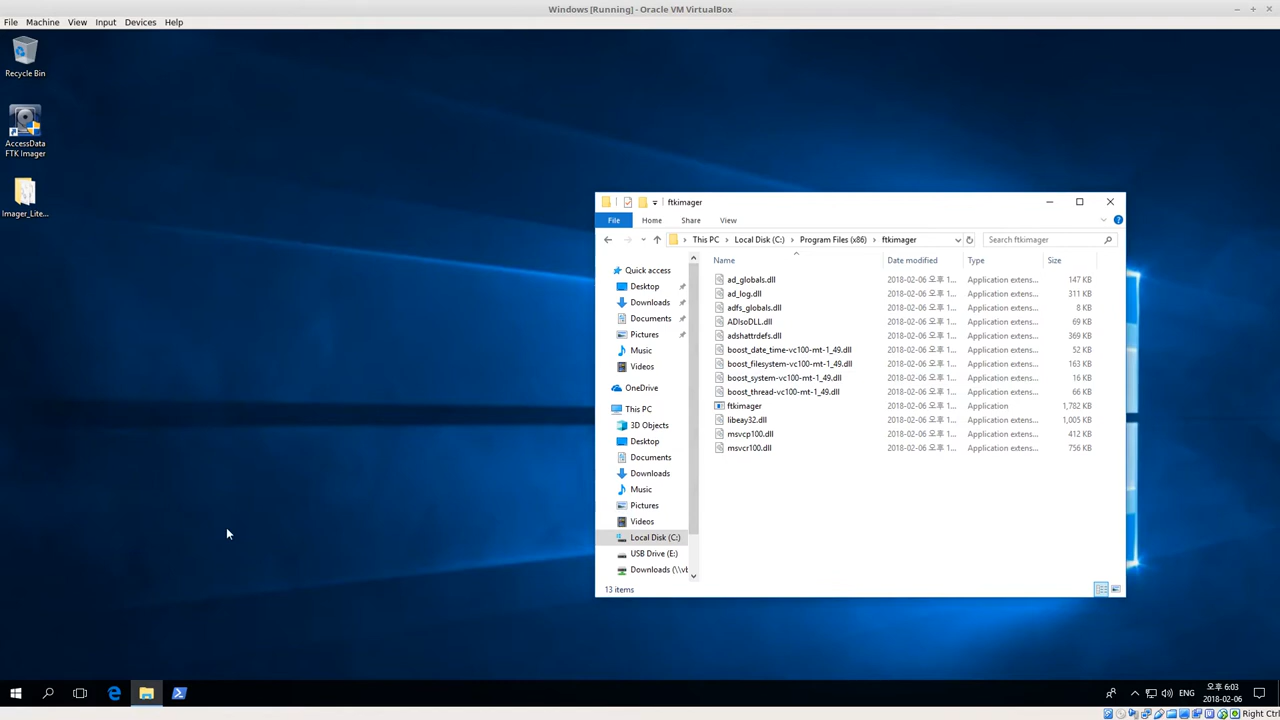 Windows [Running] - Oracle VM VirtualBox
File Machine View Input Devices Help
Recycle Bin
AccessData
FTK Imager
Imager_Lite...
ftkimager
File Home Share View
This PC Local Disk (C:) Program Files (x86) ftkimager Search ftkimager
Name Date modified Type Size
Quick access
Desktop
Downloads
Documents
Pictures
Music
Videos
OneDrive
This PC
3D Objects
Desktop
Documents
Downloads
Music
Pictures
Videos
Local Disk (C:)
USB Drive (E:)
Downloads (\\vb
ad_globals.dll 2018-02-06 오후 1... Application extens... 147 KB
ad_log.dll 2018-02-06 오후 1... Application extens... 311 KB
adfs_globals.dll 2018-02-06 오후 1... Application extens... 8 KB
ADIsoDLL.dll 2018-02-06 오후 1... Application extens... 69 KB
adshattrdefs.dll 2018-02-06 오후 1... Application extens... 369 KB
boost_date_time-vc100-mt-1_49.dll 2018-02-06 오후 1... Application extens... 52 KB
boost_filesystem-vc100-mt-1_49.dll 2018-02-06 오후 1... Application extens... 163 KB
boost_system-vc100-mt-1_49.dll 2018-02-06 오후 1... Application extens... 16 KB
boost_thread-vc100-mt-1_49.dll 2018-02-06 오후 1... Application extens... 66 KB
ftkimager 2018-02-06 오후 1... Application 1,782 KB
libeay32.dll 2018-02-06 오후 1... Application extens... 1,005 KB
msvcp100.dll 2018-02-06 오후 1... Application extens... 412 KB
msvcr100.dll 2018-02-06 오후 1... Application extens... 756 KB
13 items
ENG
오후 6:03
2018-02-06
Right Ctrl